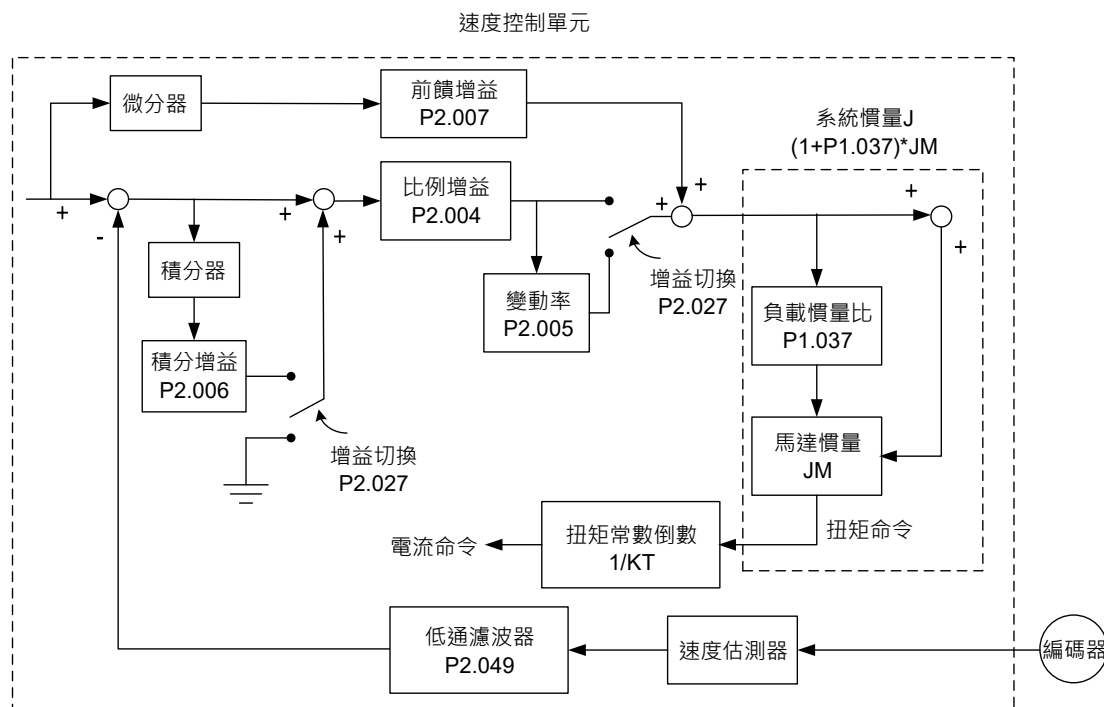 速度控制單元
微分器
前饋增益
P2.007
系統慣量J
(1+P1.037)*JM
+
-
+
+
比例增益
P2.004
+
+
+
+
積分器
積分增益
P2.006
增益切換
P2.027
變動率
P2.005
增益切換
P2.027
負載慣量比
P1.037
馬達慣量
JM
電流命令
扭矩常數倒數
1/KT
扭矩命令
低通濾波器
P2.049
速度估測器
編碼器